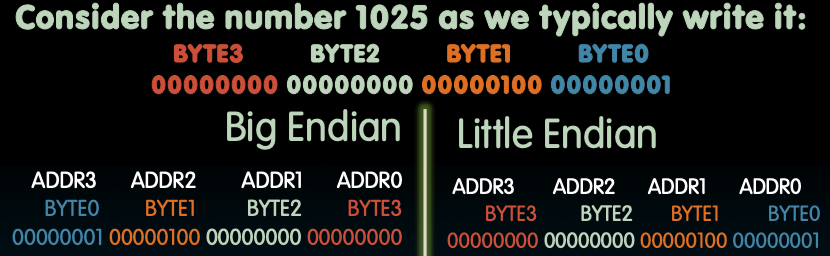 Consider the number 1025 as we typically write it:
BYTE3 BYTE2 BYTE1 BYTE0
00000000 00000000 00000100 00000001
Big Endian
ADDR3 ADDR2 ADDR1 ADDR0
BYTE0 BYTE1 BYTE2 BYTE3
00000001 00000100 00000000 00000000
Little Endian
ADDR3 ADDR2 ADDR1 ADDR0
BYTE3 BYTE2 BYTE1 BYTE0
00000000 00000000 00000100 00000001